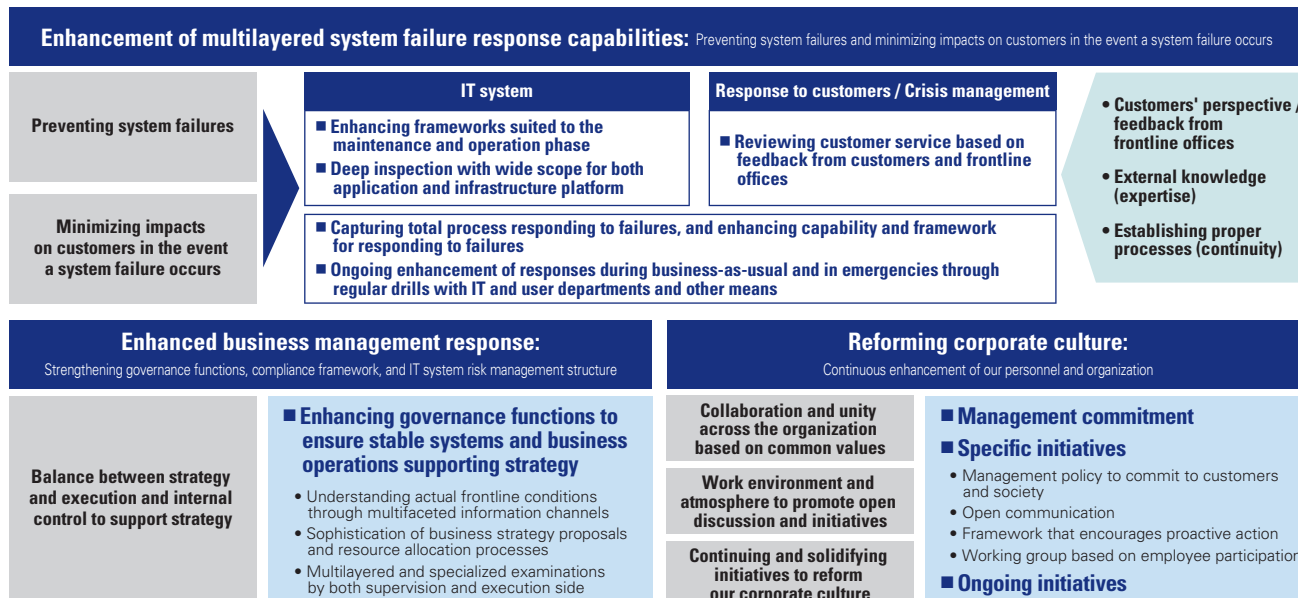 Enhancement of multilayered system failure response capabilities: Preventing system failures and minimizing impacts on customers in the event a system failure occurs
Preventing system failures
Minimizing impacts
on customers in the event
a system failure occurs
IT system
■ Enhancing frameworks suited to the
maintenance and operation phase
■ Deep inspection with wide scope for both
application and infrastructure platform
Response to customers / Crisis management
■ Reviewing customer service based on
feedback from customers and frontline
offices
■ Capturing total process responding to failures, and enhancing capability and framework
for responding to failures
■ Ongoing enhancement of responses during business-as-usual and in emergencies through
regular drills with IT and user departments and other means
• Customers' perspective /
feedback from
frontline offices
• External knowledge
(expertise)
• Establishing proper
processes (continuity)
Enhanced business management response:
Strengthening governance functions, compliance framework, and IT system risk management structure
Balance between strategy
and execution and internal
control to support strategy
■ Enhancing governance functions to
ensure stable systems and business
operations supporting strategy
• Understanding actual frontline conditions
through multifaceted information channels
• Sophistication of business strategy proposals
and resource allocation processes
• Multilayered and specialized examinations
by both supervision and execution side
Reforming corporate culture:
Continuous enhancement of our personnel and organization
Collaboration and unity
across the organization
based on common values
Work environment and
atmosphere to promote open
discussion and initiatives
Continuing and solidifying
initiatives to reform
our corporate culture
■ Management commitment
■ Specific initiatives
• Management policy to commit to customers
and society
• Open communication
• Framework that encourages proactive action
• Working group based on employee participation
■ Ongoing initiatives